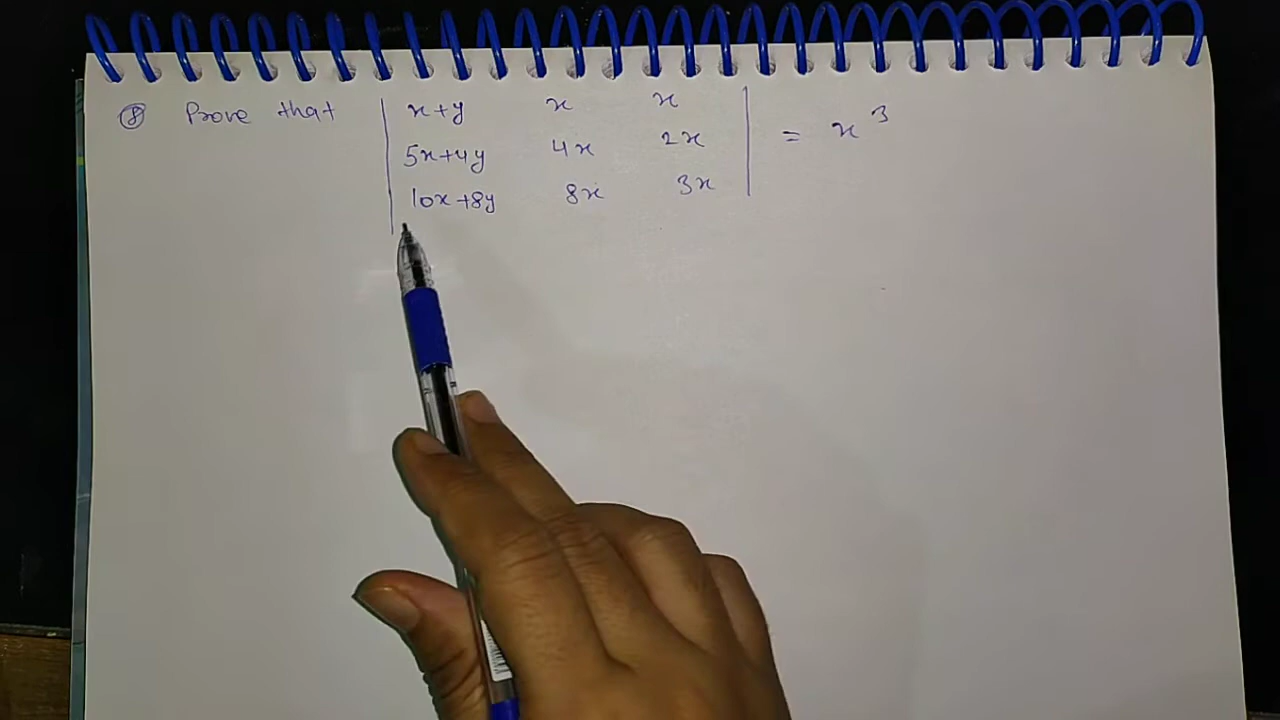 ⑧ Prove that | x+y x x | = x³
5x+4y 4x 2x
10x+8y 8x 3x